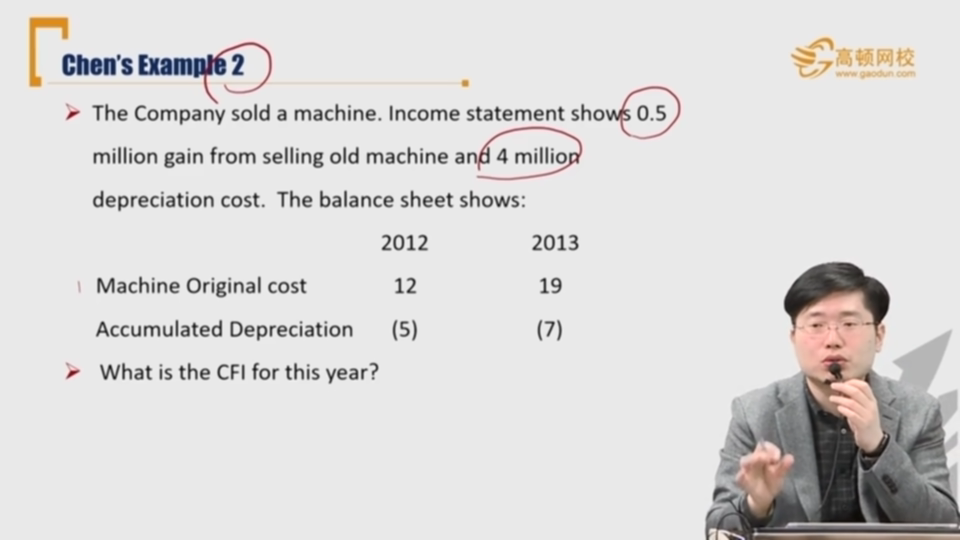 Chen's Example 2
高顿网校
www.gaodun.com
The Company sold a machine. Income statement shows 0.5
million gain from selling old machine and 4 million
depreciation cost. The balance sheet shows:
2012 2013
Machine Original cost 12 19
Accumulated Depreciation (5) (7)
What is the CFI for this year?